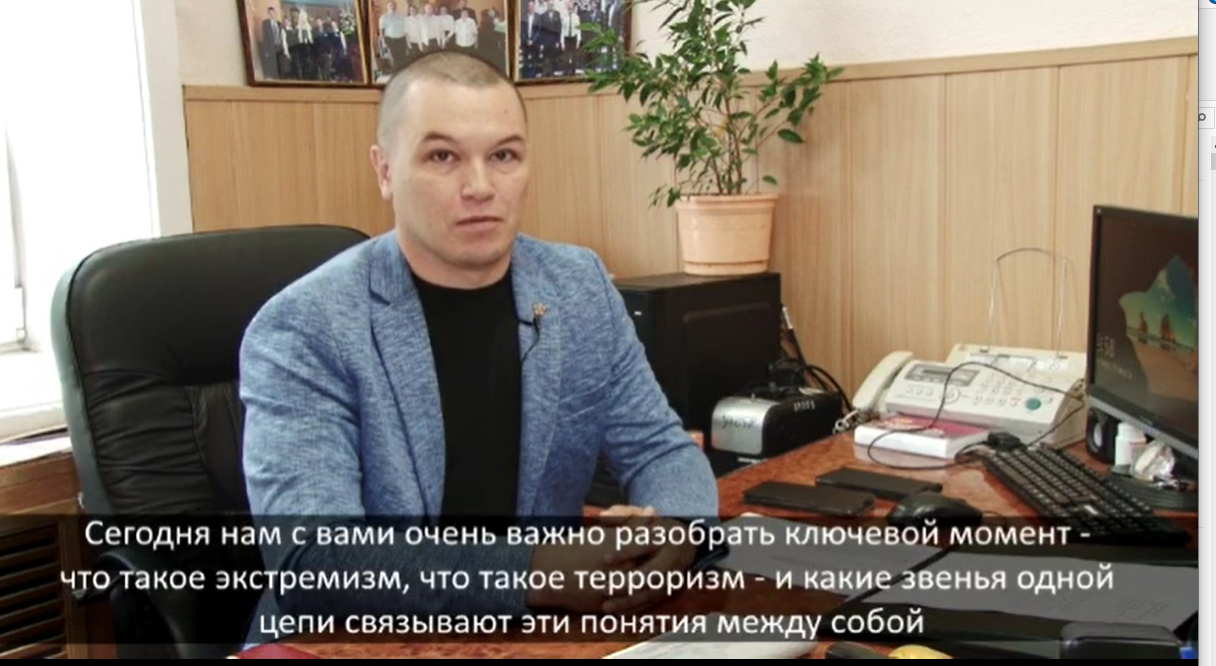 Сегодня нам с вами очень важно разобрать ключевой момент -
что такое экстремизм, что такое терроризм - и какие звенья одной
цепи связывают эти понятия между собой